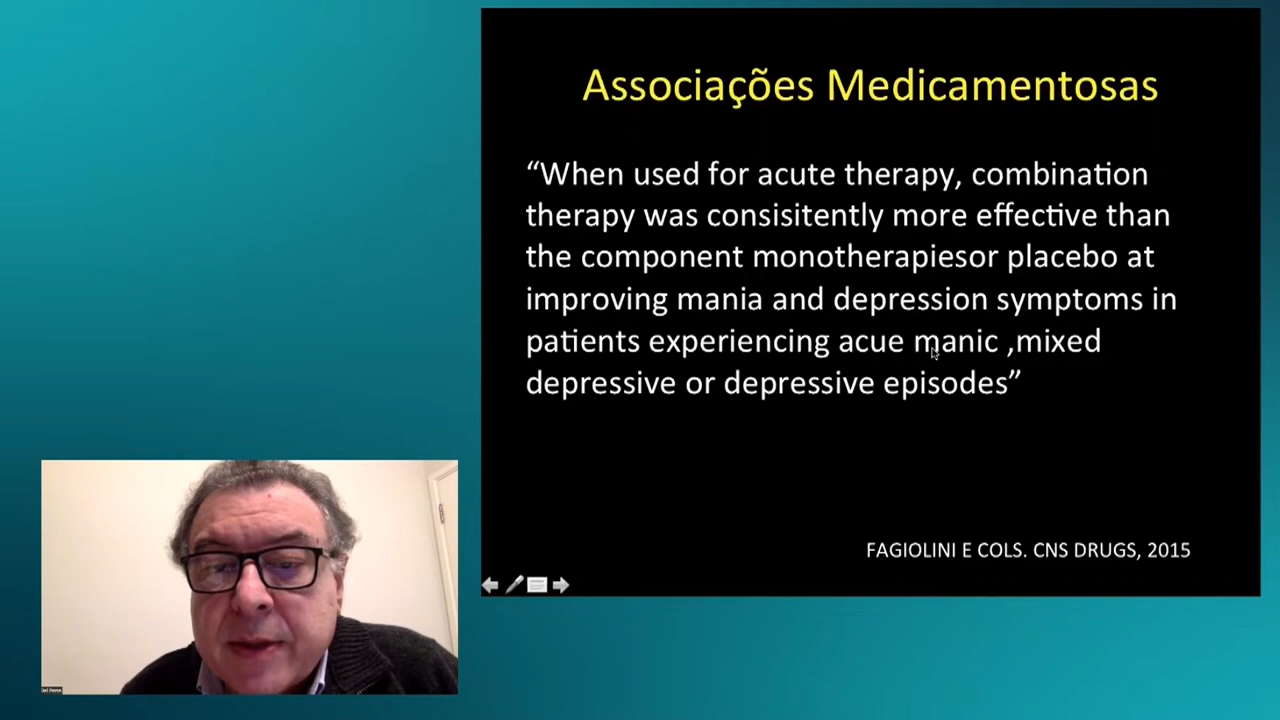 Associações Medicamentosas
“When used for acute therapy, combination
therapy was consisitently more effective than
the component monotherapiesor placebo at
improving mania and depression symptoms in
patients experiencing acue manic ,mixed
depressive or depressive episodes”
FAGIOLINI E COLS. CNS DRUGS, 2015